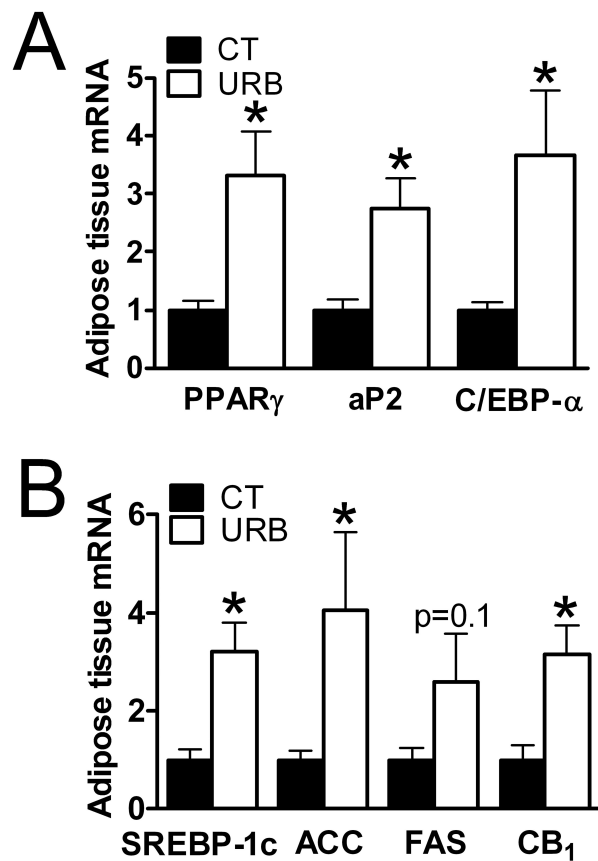 A
CT
URB
Adipose tissue mRNA
5
4
3
2
1
0
* * *
PPARγ aP2 C/EBP-α
B
CT
URB
Adipose tissue mRNA
6
4
2
0
* * p=0.1 *
SREBP-1c ACC FAS CB₁